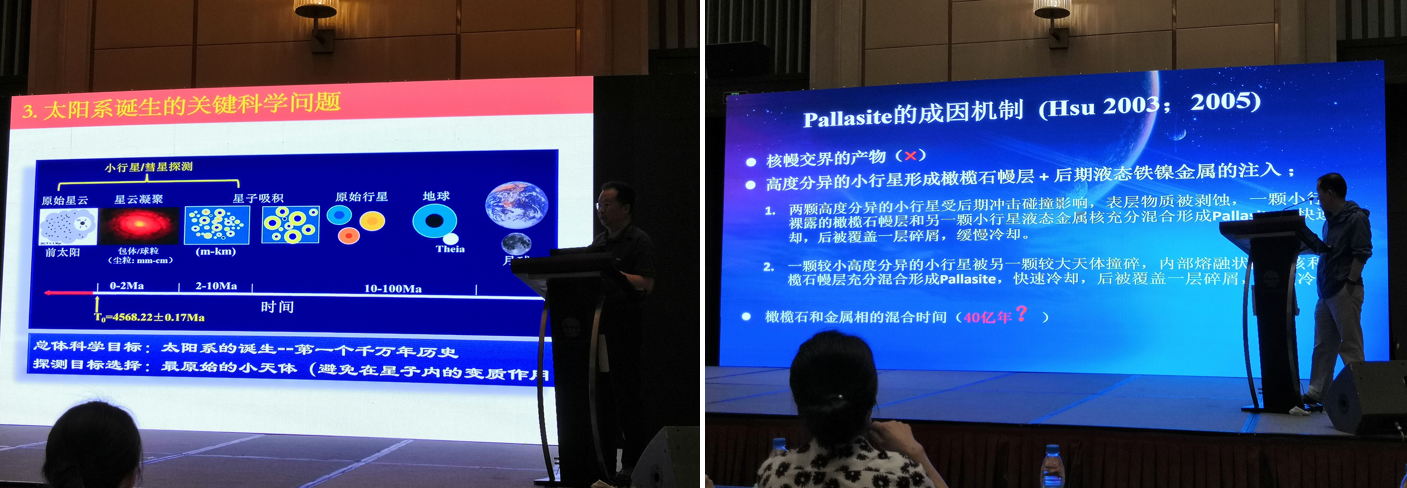 3. 太阳系诞生的关键科学问题
小行星/彗星探测
原始星云 星云凝聚 星子吸积 原始行星 地球
前太阳 包体/球粒 (m-km) Theia
(尘粒: mm-cm)
0-2Ma 2-10Ma 10-100Ma
时间
T₀=4568.22±0.17Ma
总体科学目标：太阳系的诞生--第一个千万年历史
探测目标选择：最原始的小天体（避免在星子内的变质作用
Pallasite的成因机制 (Hsu 2003；2005)
● 核幔交界的产物（×）
● 高度分异的小行星形成橄榄石幔层 + 后期液态铁镍金属的注入；
1. 两颗高度分异的小行星受后期冲击碰撞影响，表层物质被剥蚀，一颗小行
裸露的橄榄石幔层和另一颗小行星液态金属核充分混合形成Pallas 快速
却，后被覆盖一层碎屑，缓慢冷却。
2. 一颗较小高度分异的小行星被另一颗较大天体撞碎，内部熔融状 核和
榄石幔层充分混合形成Pallasite，快速冷却，后被覆盖一层碎屑， 冷
● 橄榄石和金属相的混合时间（40亿年？）